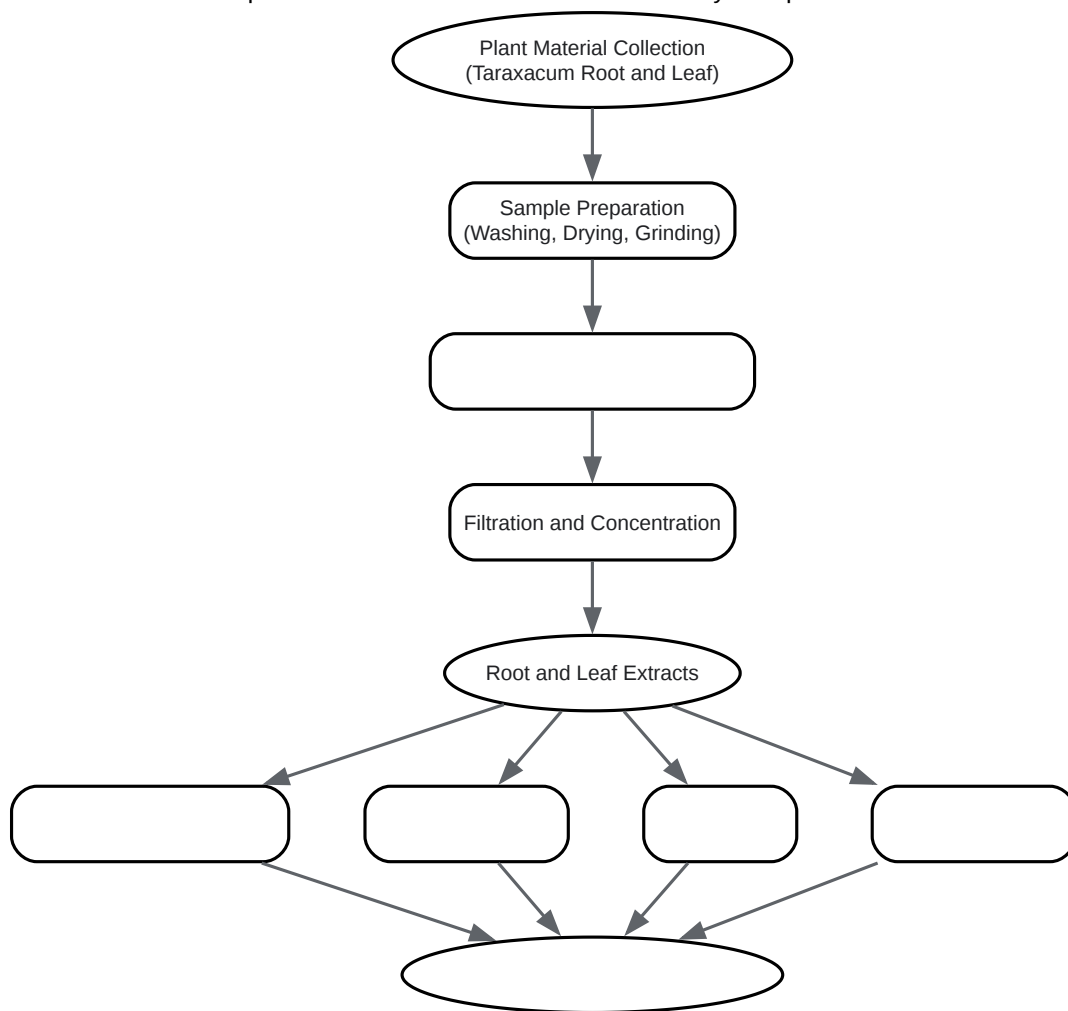 Plant Material Collection
(Taraxacum Root and Leaf)
Sample Preparation
(Washing, Drying, Grinding)
Filtration and Concentration
Root and Leaf Extracts